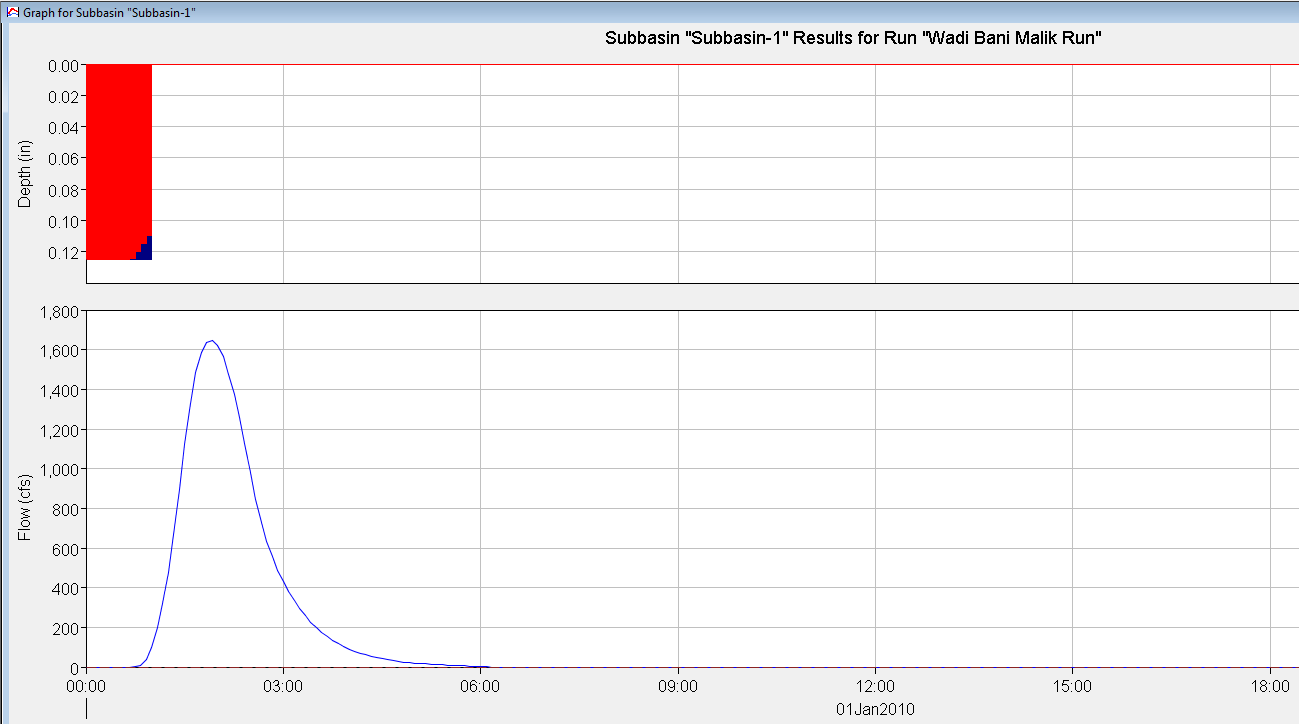 Graph for Subbasin "Subbasin-1"
Subbasin "Subbasin-1" Results for Run "Wadi Bani Malik Run"
0.00
0.02
0.04
0.06
0.08
0.10
0.12
Depth (in)
1,800
1,600
1,400
1,200
1,000
800
600
400
200
0
Flow (cfs)
00:00 03:00 06:00 09:00 12:00 15:00 18:00
01Jan2010